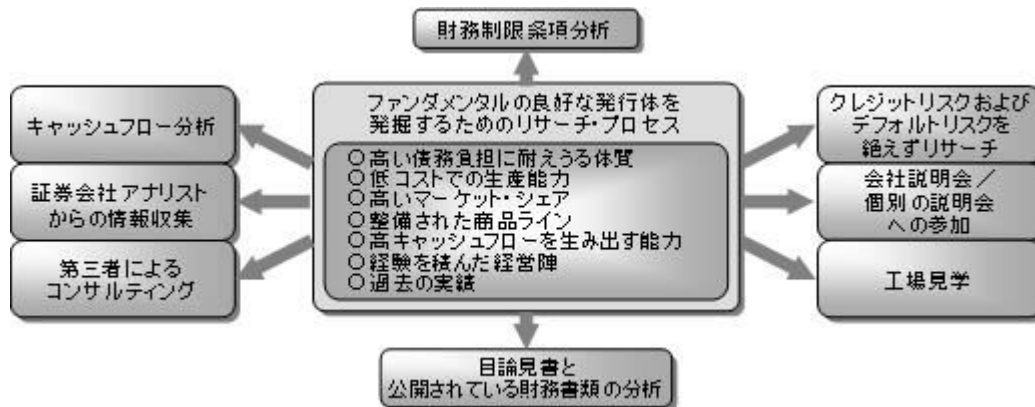 財務制限条項分析
ファンダメンタルの良好な発行体を
発掘するためのリサーチ・プロセス
○高い債務負担に耐えうる体質
○低コストでの生産能力
○高いマーケット・シェア
○整備された商品ライン
○高キャッシュフローを生み出す能力
○経験を積んだ経営陣
○過去の実績
キャッシュフロー分析
証券会社アナリスト
からの情報収集
第三者による
コンサルティング
クレジットリスクおよび
デフォルトリスクを
絶えずリサーチ
会社説明会／
個別の説明会
への参加
工場見学
目論見書と
公開されている財務書類の分析